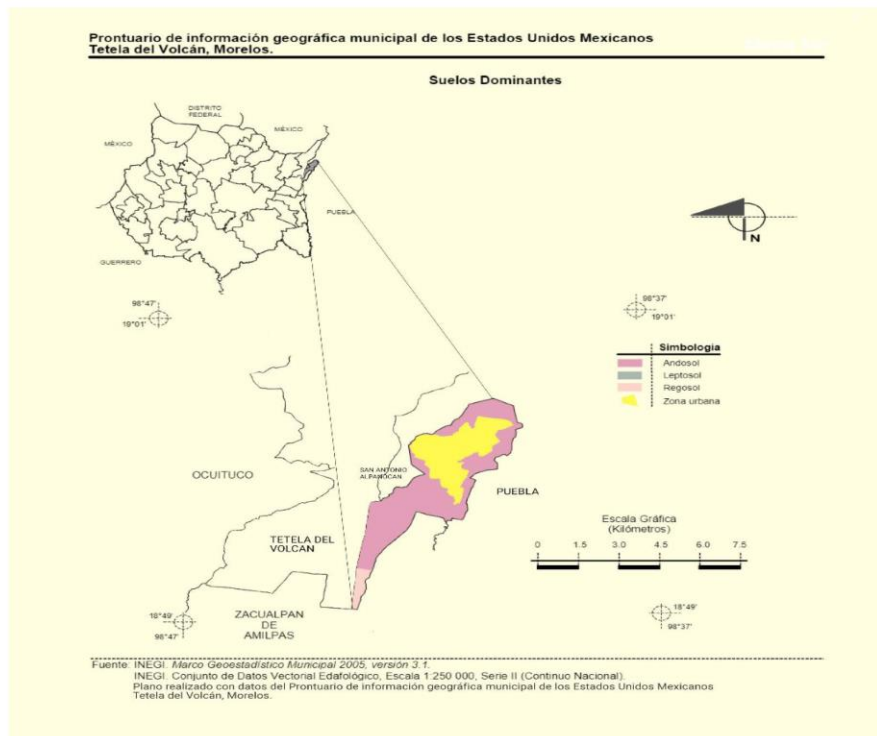 Prontuario de información geográfica municipal de los Estados Unidos Mexicanos
Tetela del Volcán, Morelos.
Suelos Dominantes
DISTRITO
FEDERAL
MÉXICO
MÉXICO
PUEBLA
GUERRERO
N
98°47'
19°01'
98°37'
19°01'
Simbología
Andosol
Leptosol
Regosol
Zona urbana
OCUITUCO
SAN ANTONIO
ALPANOCAN
PUEBLA
TETELA DEL
VOLCAN
Escala Gráfica
(Kilómetros)
0 1.5 3.0 4.5 6.0 7.5
18°49'
98°47'
ZACUALPAN
DE
AMILPAS
18°49'
98°37'
Fuente: INEGI. Marco Geoestadístico Municipal 2005, versión 3.1.
INEGI. Conjunto de Datos Vectorial Edafológico, Escala 1:250 000, Serie II (Continuo Nacional).
Plano realizado con datos del Prontuario de información geográfica municipal de los Estados Unidos Mexicanos
Tetela del Volcán, Morelos.